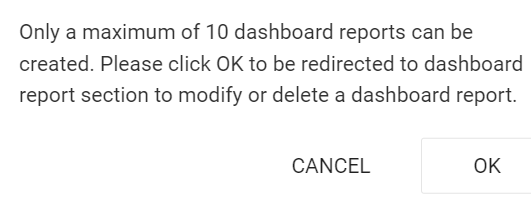 Only a maximum of 10 dashboard reports can be
created. Please click OK to be redirected to dashboard
report section to modify or delete a dashboard report.
CANCEL OK